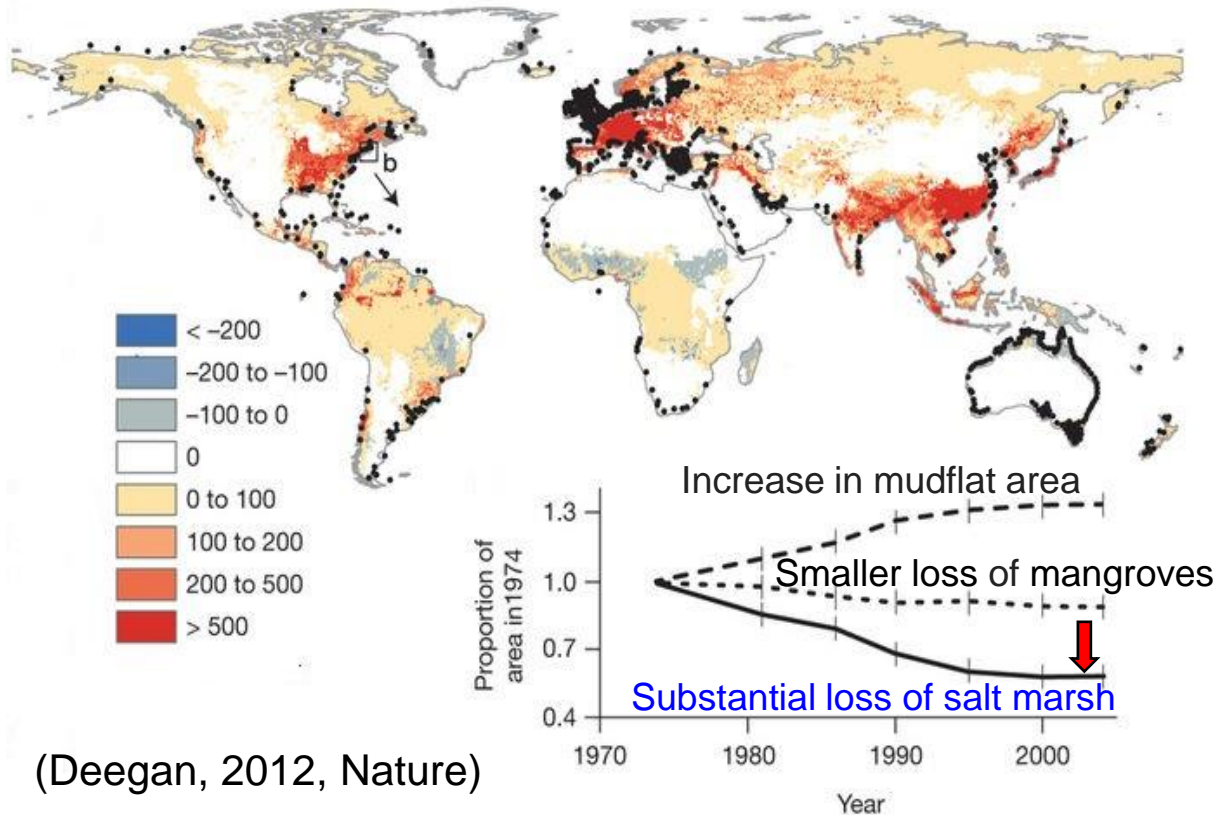 b
< –200
–200 to –100
–100 to 0
0
0 to 100
100 to 200
200 to 500
> 500
Increase in mudflat area
Smaller loss of mangroves
Substantial loss of salt marsh
Proportion of
area in1974
1.3
1.0
0.7
0.4
1970 1980 1990 2000
Year
(Deegan, 2012, Nature)